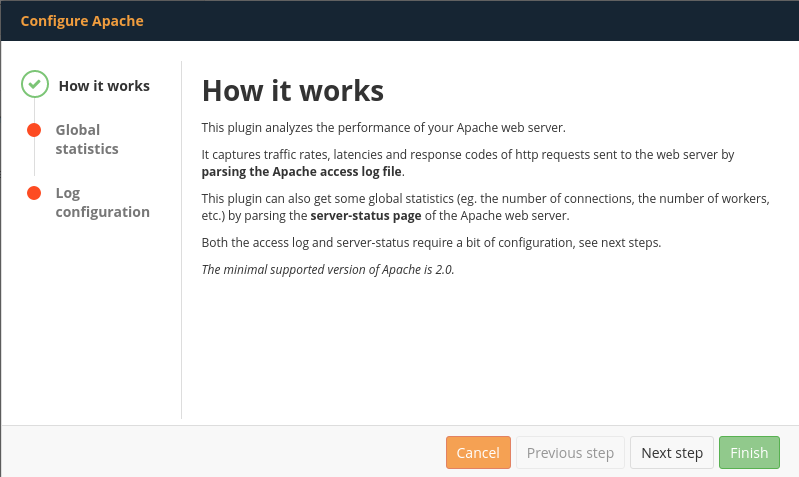 Configure Apache
How it works
Global
statistics
Log
configuration
How it works
This plugin analyzes the performance of your Apache web server.
It captures traffic rates, latencies and response codes of http requests sent to the web server by
parsing the Apache access log file.
This plugin can also get some global statistics (eg. the number of connections, the number of workers,
etc.) by parsing the server-status page of the Apache web server.
Both the access log and server-status require a bit of configuration, see next steps.
The minimal supported version of Apache is 2.0.
Cancel
Previous step
Next step
Finish